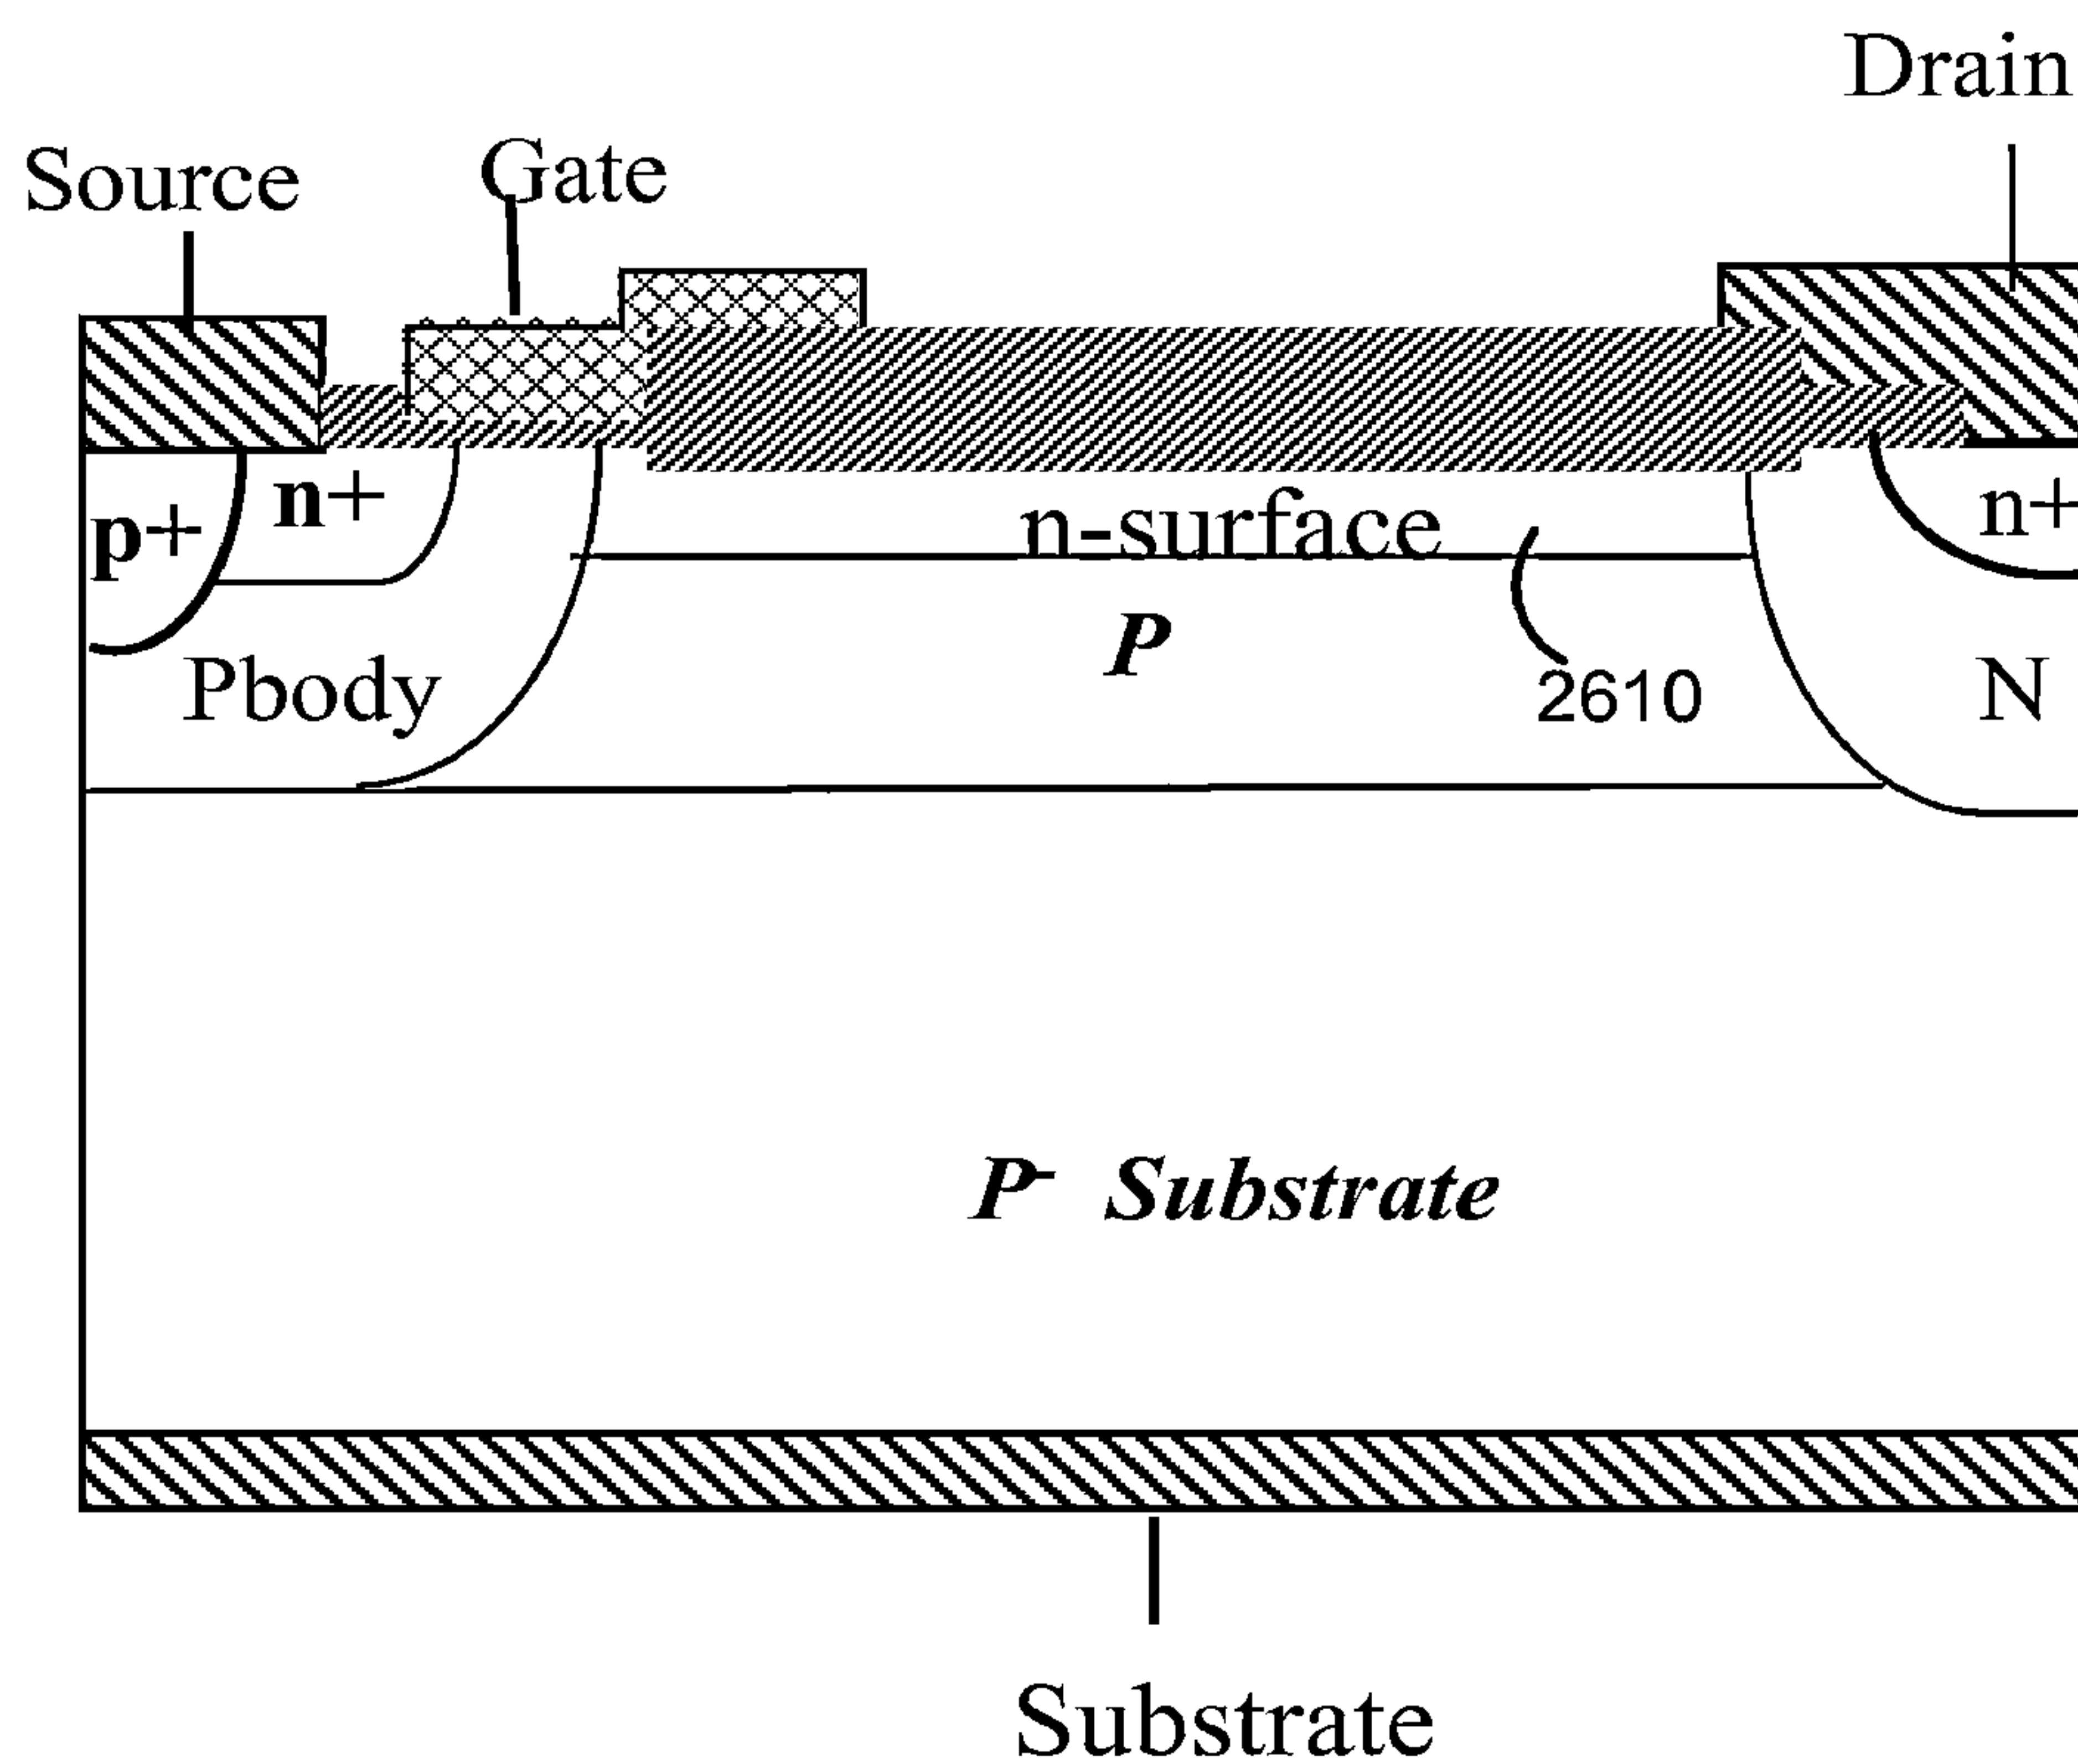 Drain
Source
Gate
n+
p+
n-surface
n+
P
Pbody
2610
N
P- Substrate
Substrate